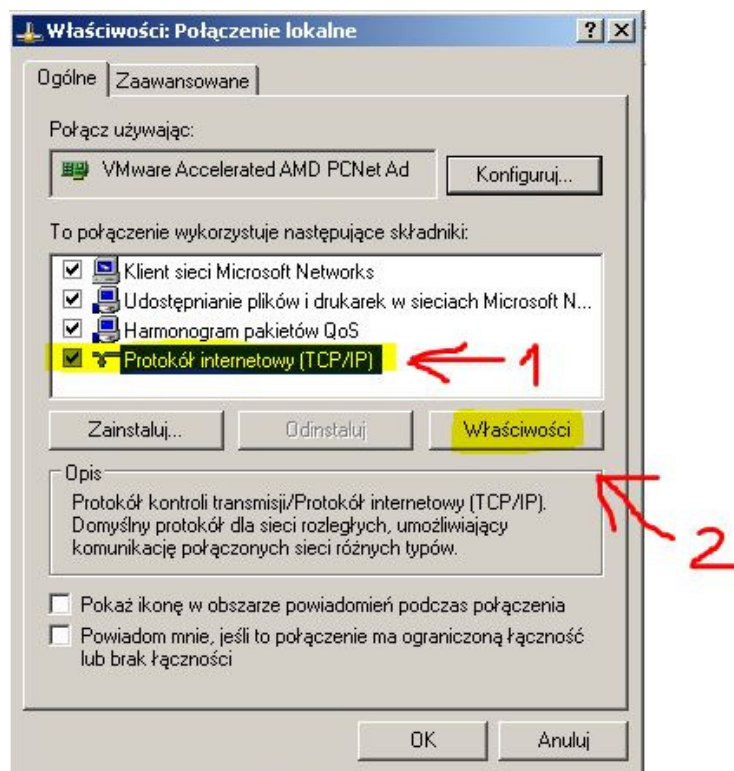 Właściwości: Połączenie lokalne
Ogólne
Zaawansowane
Połącz używając:
VMware Accelerated AMD PCNet Ad
Konfiguruj...
To połączenie wykorzystuje następujące składniki:
Klient sieci Microsoft Networks
Udostępnianie plików i drukarek w sieciach Microsoft N...
Harmonogram pakietów QoS
Protokół internetowy (TCP/IP)
1
Zainstaluj...
Odinstaluj
Właściwości
2
Opis
Protokół kontroli transmisji/Protokół internetowy (TCP/IP).
Domyślny protokół dla sieci rozległych, umożliwiający
komunikację połączonych sieci różnych typów.
Pokaż ikonę w obszarze powiadomień podczas połączenia
Powiadom mnie, jeśli to połączenie ma ograniczoną łączność
lub brak łączności
OK
Anuluj